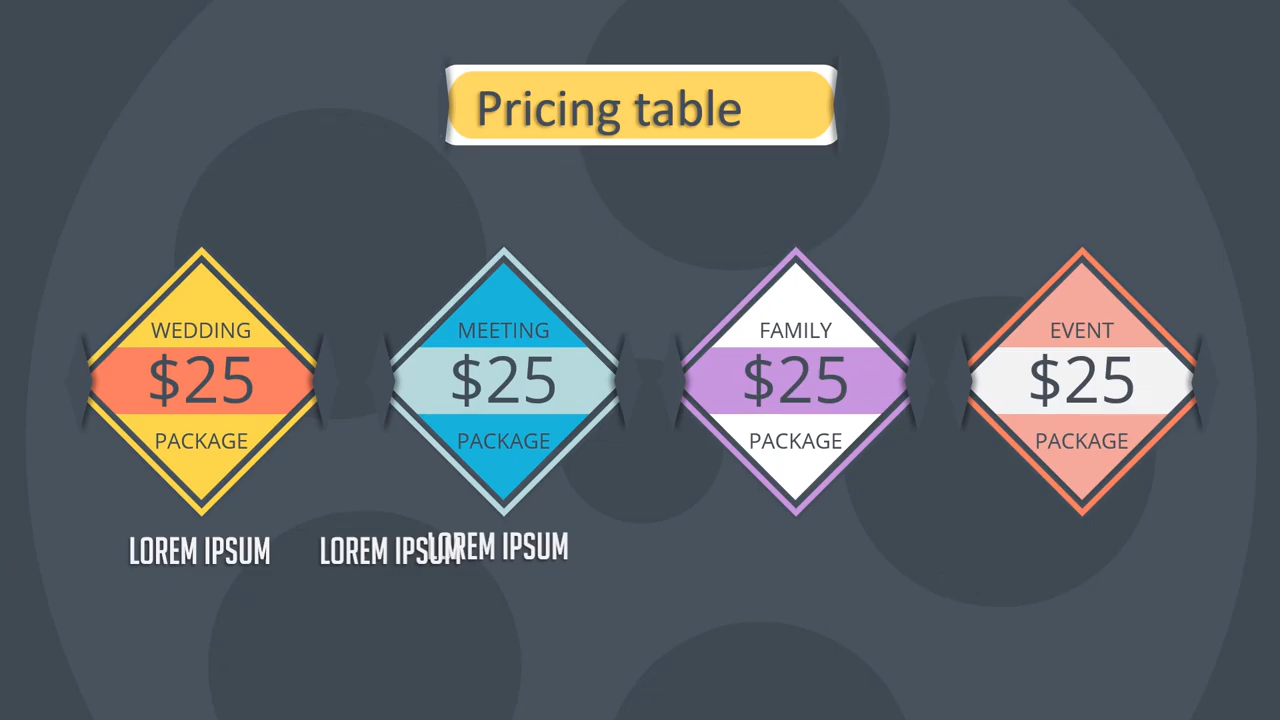 Pricing table
WEDDING
$25
PACKAGE
MEETING
$25
PACKAGE
FAMILY
$25
PACKAGE
EVENT
$25
PACKAGE
LOREM IPSUM
LOREM IPSUM
LOREM IPSUM